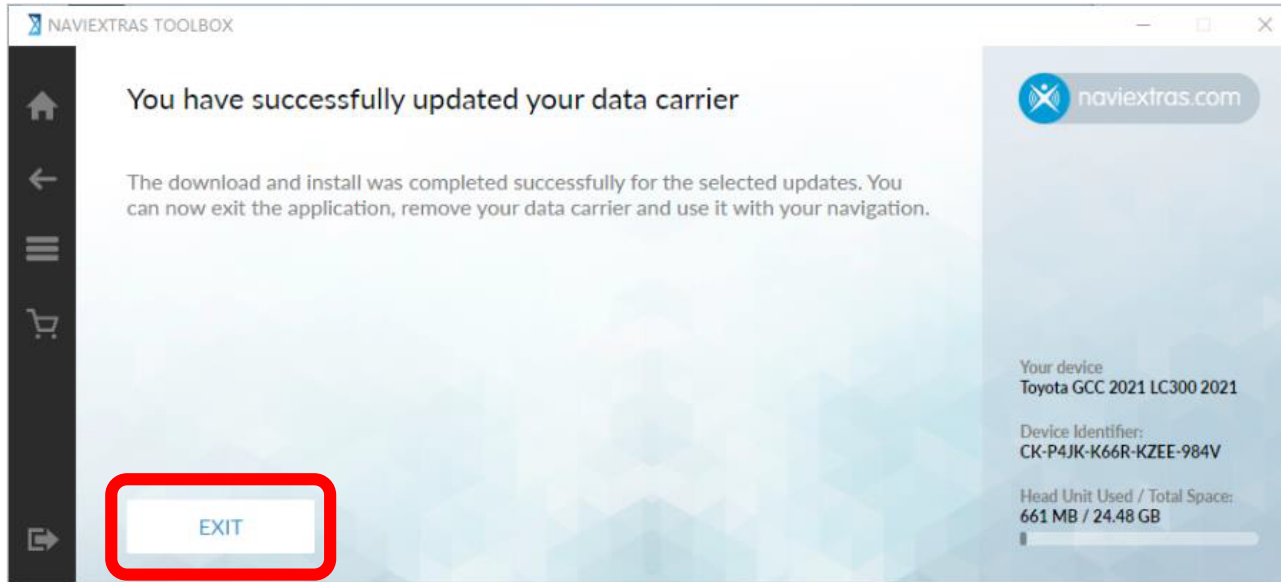 NAVIEXTRAS TOOLBOX
You have successfully updated your data carrier
The download and install was completed successfully for the selected updates. You
can now exit the application, remove your data carrier and use it with your navigation.
EXIT
naviextras.com
Your device
Toyota GCC 2021 LC300 2021
Device Identifier:
CK-P4JK-K66R-KZEE-984V
Head Unit Used / Total Space:
661 MB / 24.48 GB